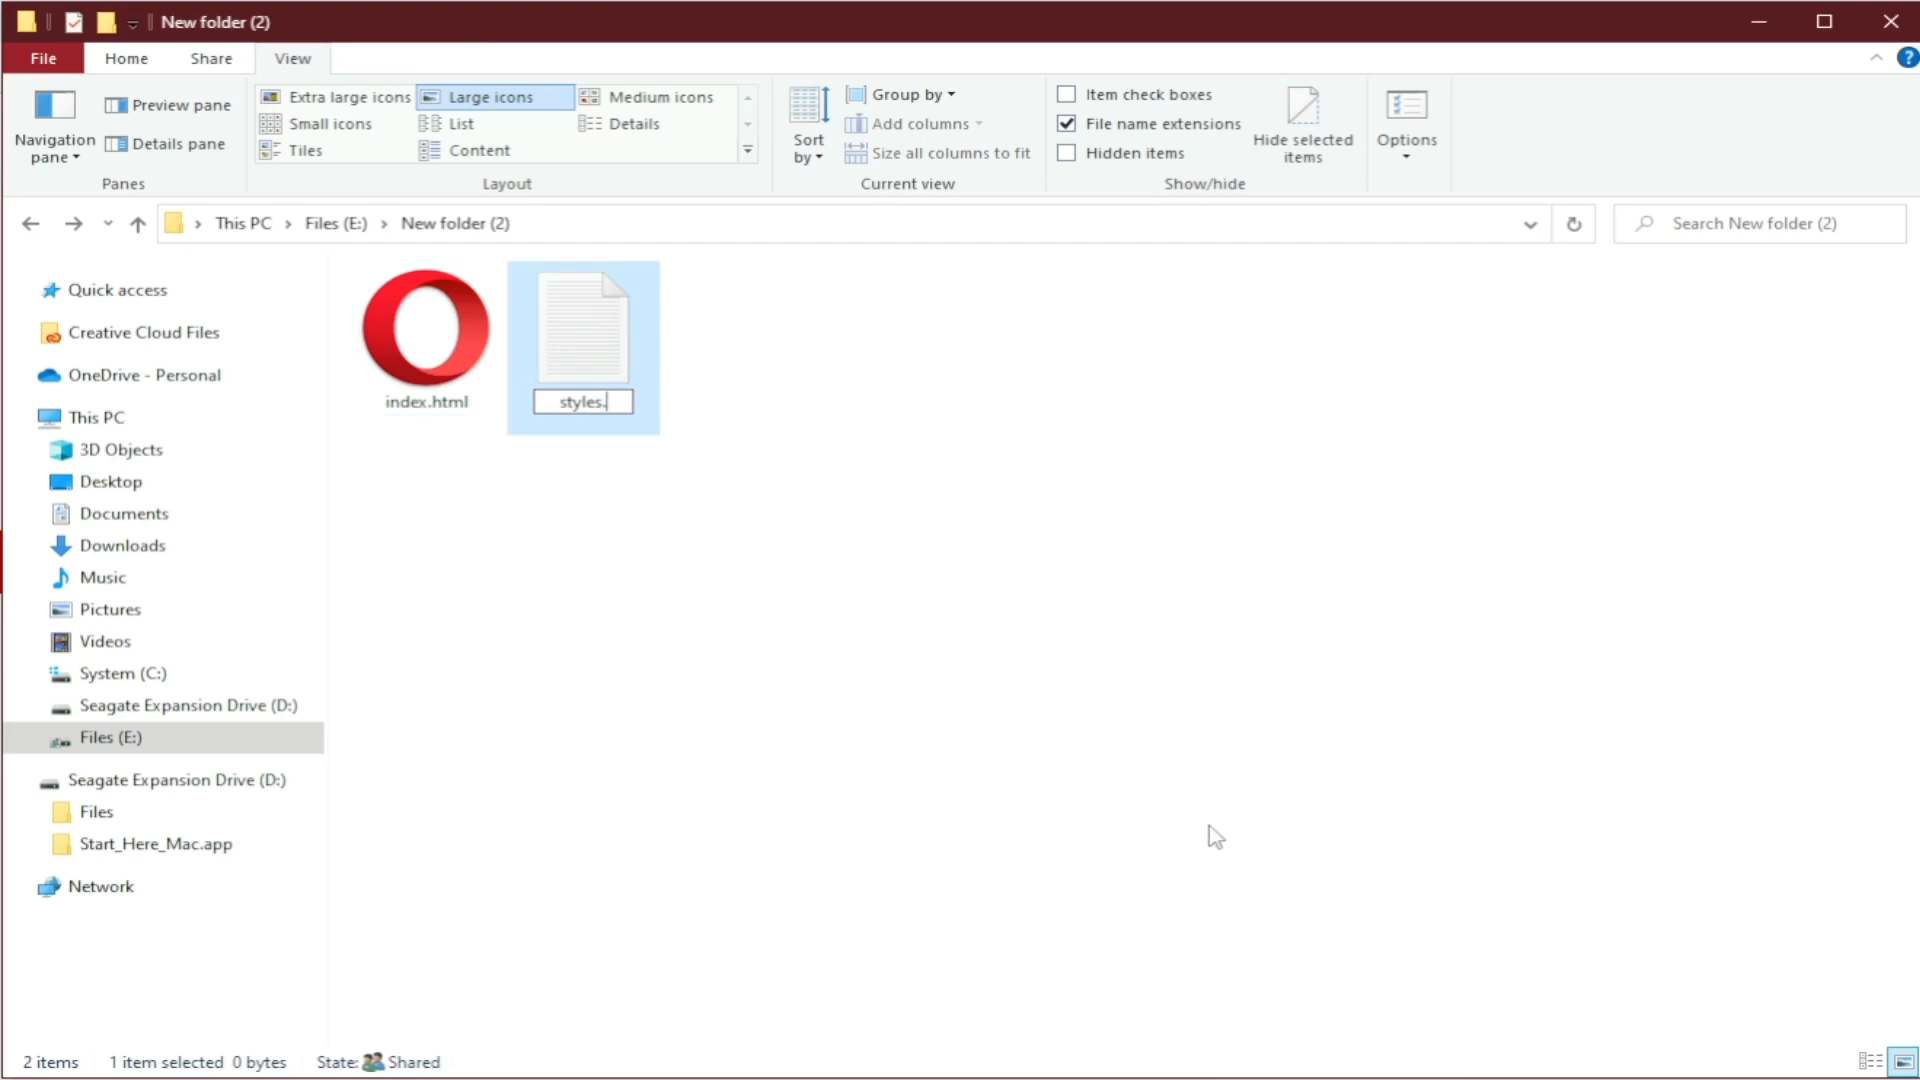 New folder (2)
File Home Share View
Navigation pane
Preview pane
Details pane
Panes
Extra large icons Large icons Medium icons
Small icons List Details
Tiles Content
Layout
Sort by
Group by
Add columns
Size all columns to fit
Current view
Item check boxes
File name extensions
Hidden items
Hide selected items
Show/hide
Options
This PC Files (E:) New folder (2)
Search New folder (2)
Quick access
Creative Cloud Files
OneDrive - Personal
This PC
3D Objects
Desktop
Documents
Downloads
Music
Pictures
Videos
System (C:)
Seagate Expansion Drive (D:)
Files (E:)
Seagate Expansion Drive (D:)
Files
Start_Here_Mac.app
Network
index.html
styles.
2 items 1 item selected 0 bytes State: Shared